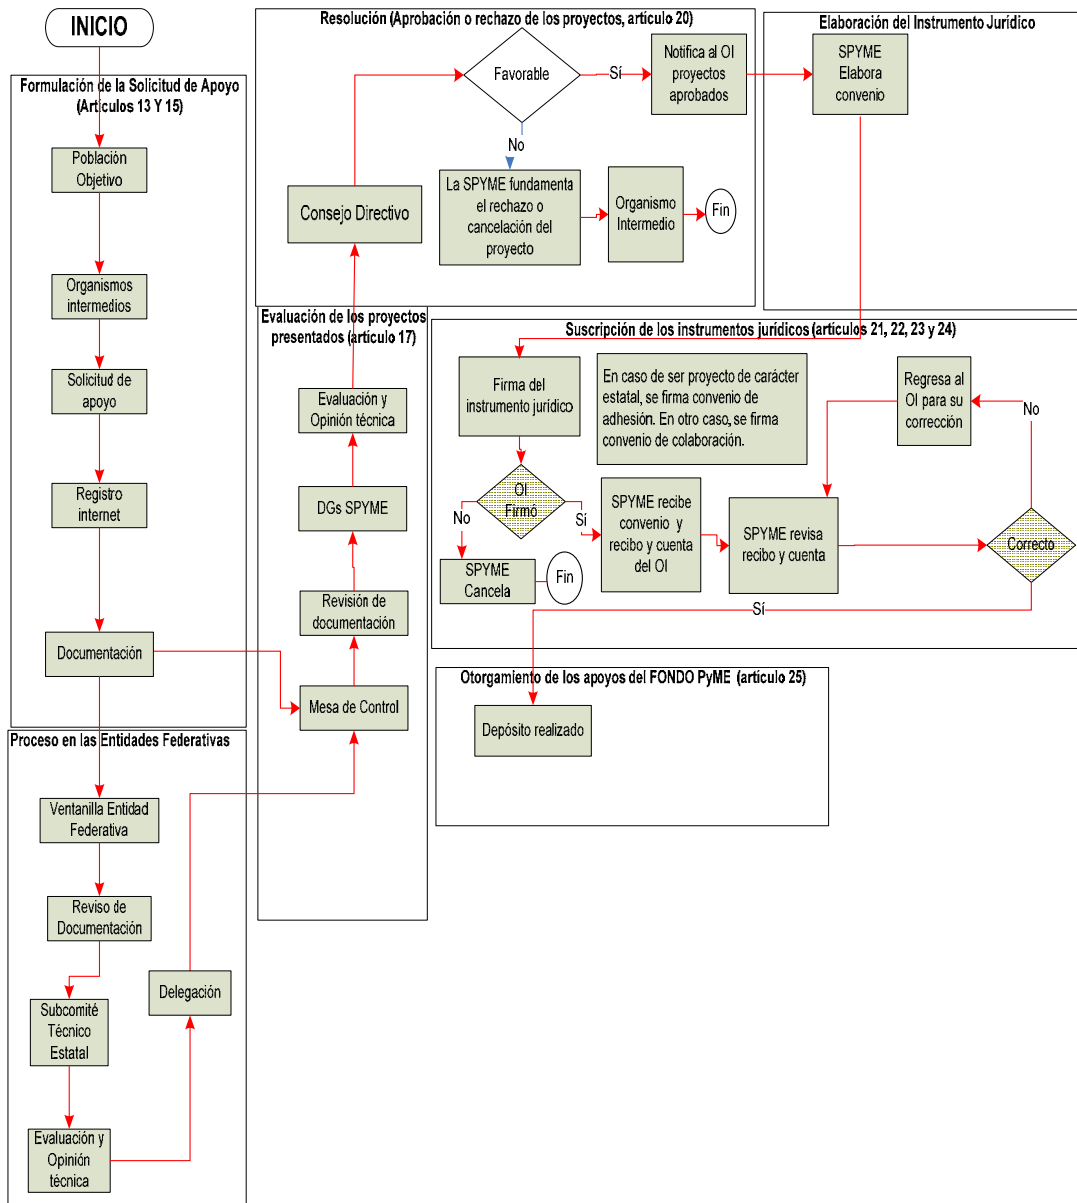 INICIO
Formulación de la Solicitud de Apoyo
(Artículos 13 Y 15)
Población
Objetivo
Organismos
intermedios
Solicitud de
apoyo
Registro
internet
Documentación
Proceso en las Entidades Federativas
Ventanilla Entidad
Federativa
Reviso de
Documentación
Subcomité
Técnico
Estatal
Evaluación y
Opinión
técnica
Delegación
Evaluación de los proyectos
presentados (artículo 17)
Evaluación y
Opinión técnica
DGs SPYME
Revisión de
documentación
Mesa de Control
Resolución (Aprobación o rechazo de los proyectos, artículo 20)
Consejo Directivo
Favorable
Sí
No
Notifica al OI
proyectos
aprobados
La SPYME fundamenta
el rechazo o
cancelación del
proyecto
Organismo
Intermedio
Fin
Elaboración del Instrumento Jurídico
SPYME
Elabora
convenio
Suscripción de los instrumentos jurídicos (artículos 21, 22, 23 y 24)
Firma del
instrumento jurídico
En caso de ser proyecto de carácter
estatal, se firma convenio de
adhesión. En otro caso, se firma
convenio de colaboración.
Regresa al
OI para su
corrección
No
OI
Firmó
No
Sí
SPYME
Cancela
Fin
SPYME recibe
convenio y
recibo y cuenta
del OI
SPYME revisa
recibo y cuenta
Correcto
Sí
Otorgamiento de los apoyos del FONDO PyME (artículo 25)
Depósito realizado